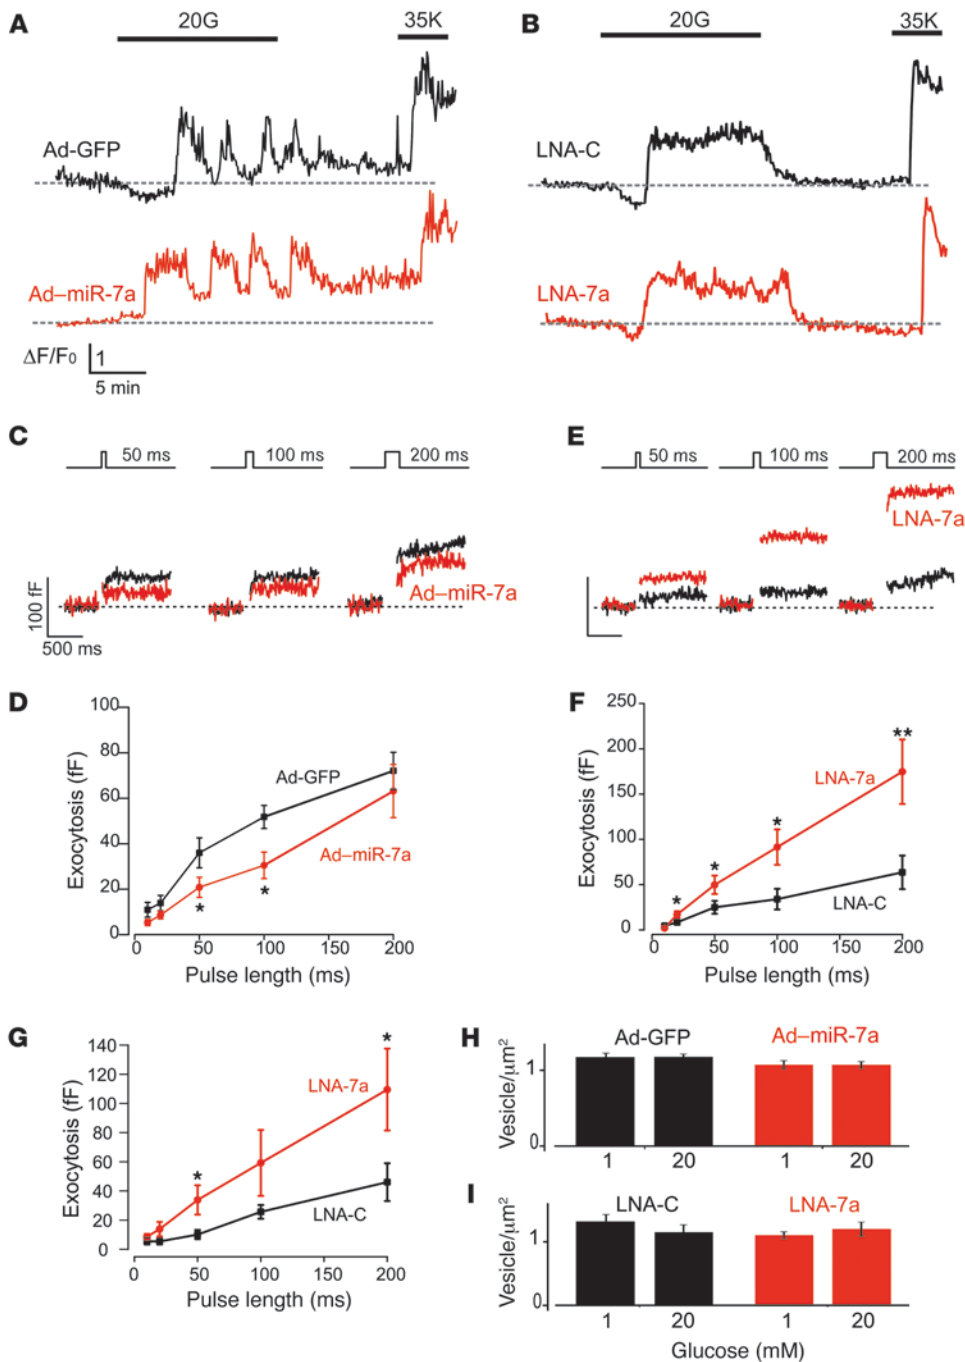 A
20G
35K
Ad-GFP
Ad–miR-7a
ΔF/F0
1
5 min
B
20G
35K
LNA-C
LNA-7a
C
50 ms
100 ms
200 ms
Ad–miR-7a
100 fF
500 ms
E
50 ms
100 ms
200 ms
LNA-7a
D
100
80
60
40
20
0
Exocytosis (fF)
Ad-GFP
Ad–miR-7a
*
*
0
50
100
150
200
Pulse length (ms)
F
250
200
150
100
50
0
Exocytosis (fF)
LNA-7a
LNA-C
*
*
*
**
0
50
100
150
200
Pulse length (ms)
G
140
120
100
80
60
40
20
0
Exocytosis (fF)
LNA-7a
LNA-C
*
*
0
50
100
150
200
Pulse length (ms)
H
Ad-GFP
Ad–miR-7a
Vesicle/µm²
1
0
1
20
1
20
I
LNA-C
LNA-7a
Vesicle/µm²
1
0
1
20
1
20
Glucose (mM)